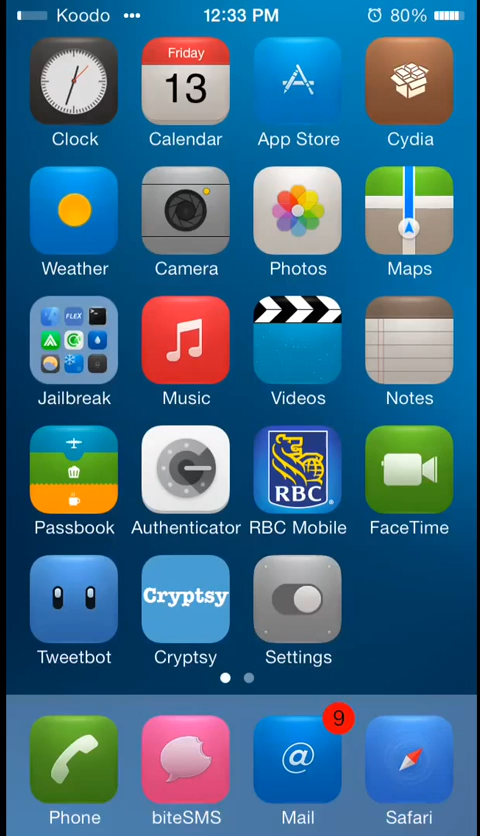 Koodo ••• 12:33 PM 80%
Friday
13
Clock Calendar App Store Cydia
Weather Camera Photos Maps
FLEX
Jailbreak Music Videos Notes
RBC
Passbook Authenticator RBC Mobile FaceTime
Cryptsy
Tweetbot Cryptsy Settings
9
@
Phone biteSMS Mail Safari